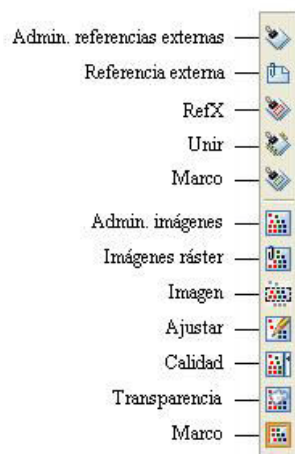 Admin. referencias externas
Referencia externa
RefX
Unir
Marco
Admin. imágenes
Imágenes ráster
Imagen
Ajustar
Calidad
Transparencia
Marco